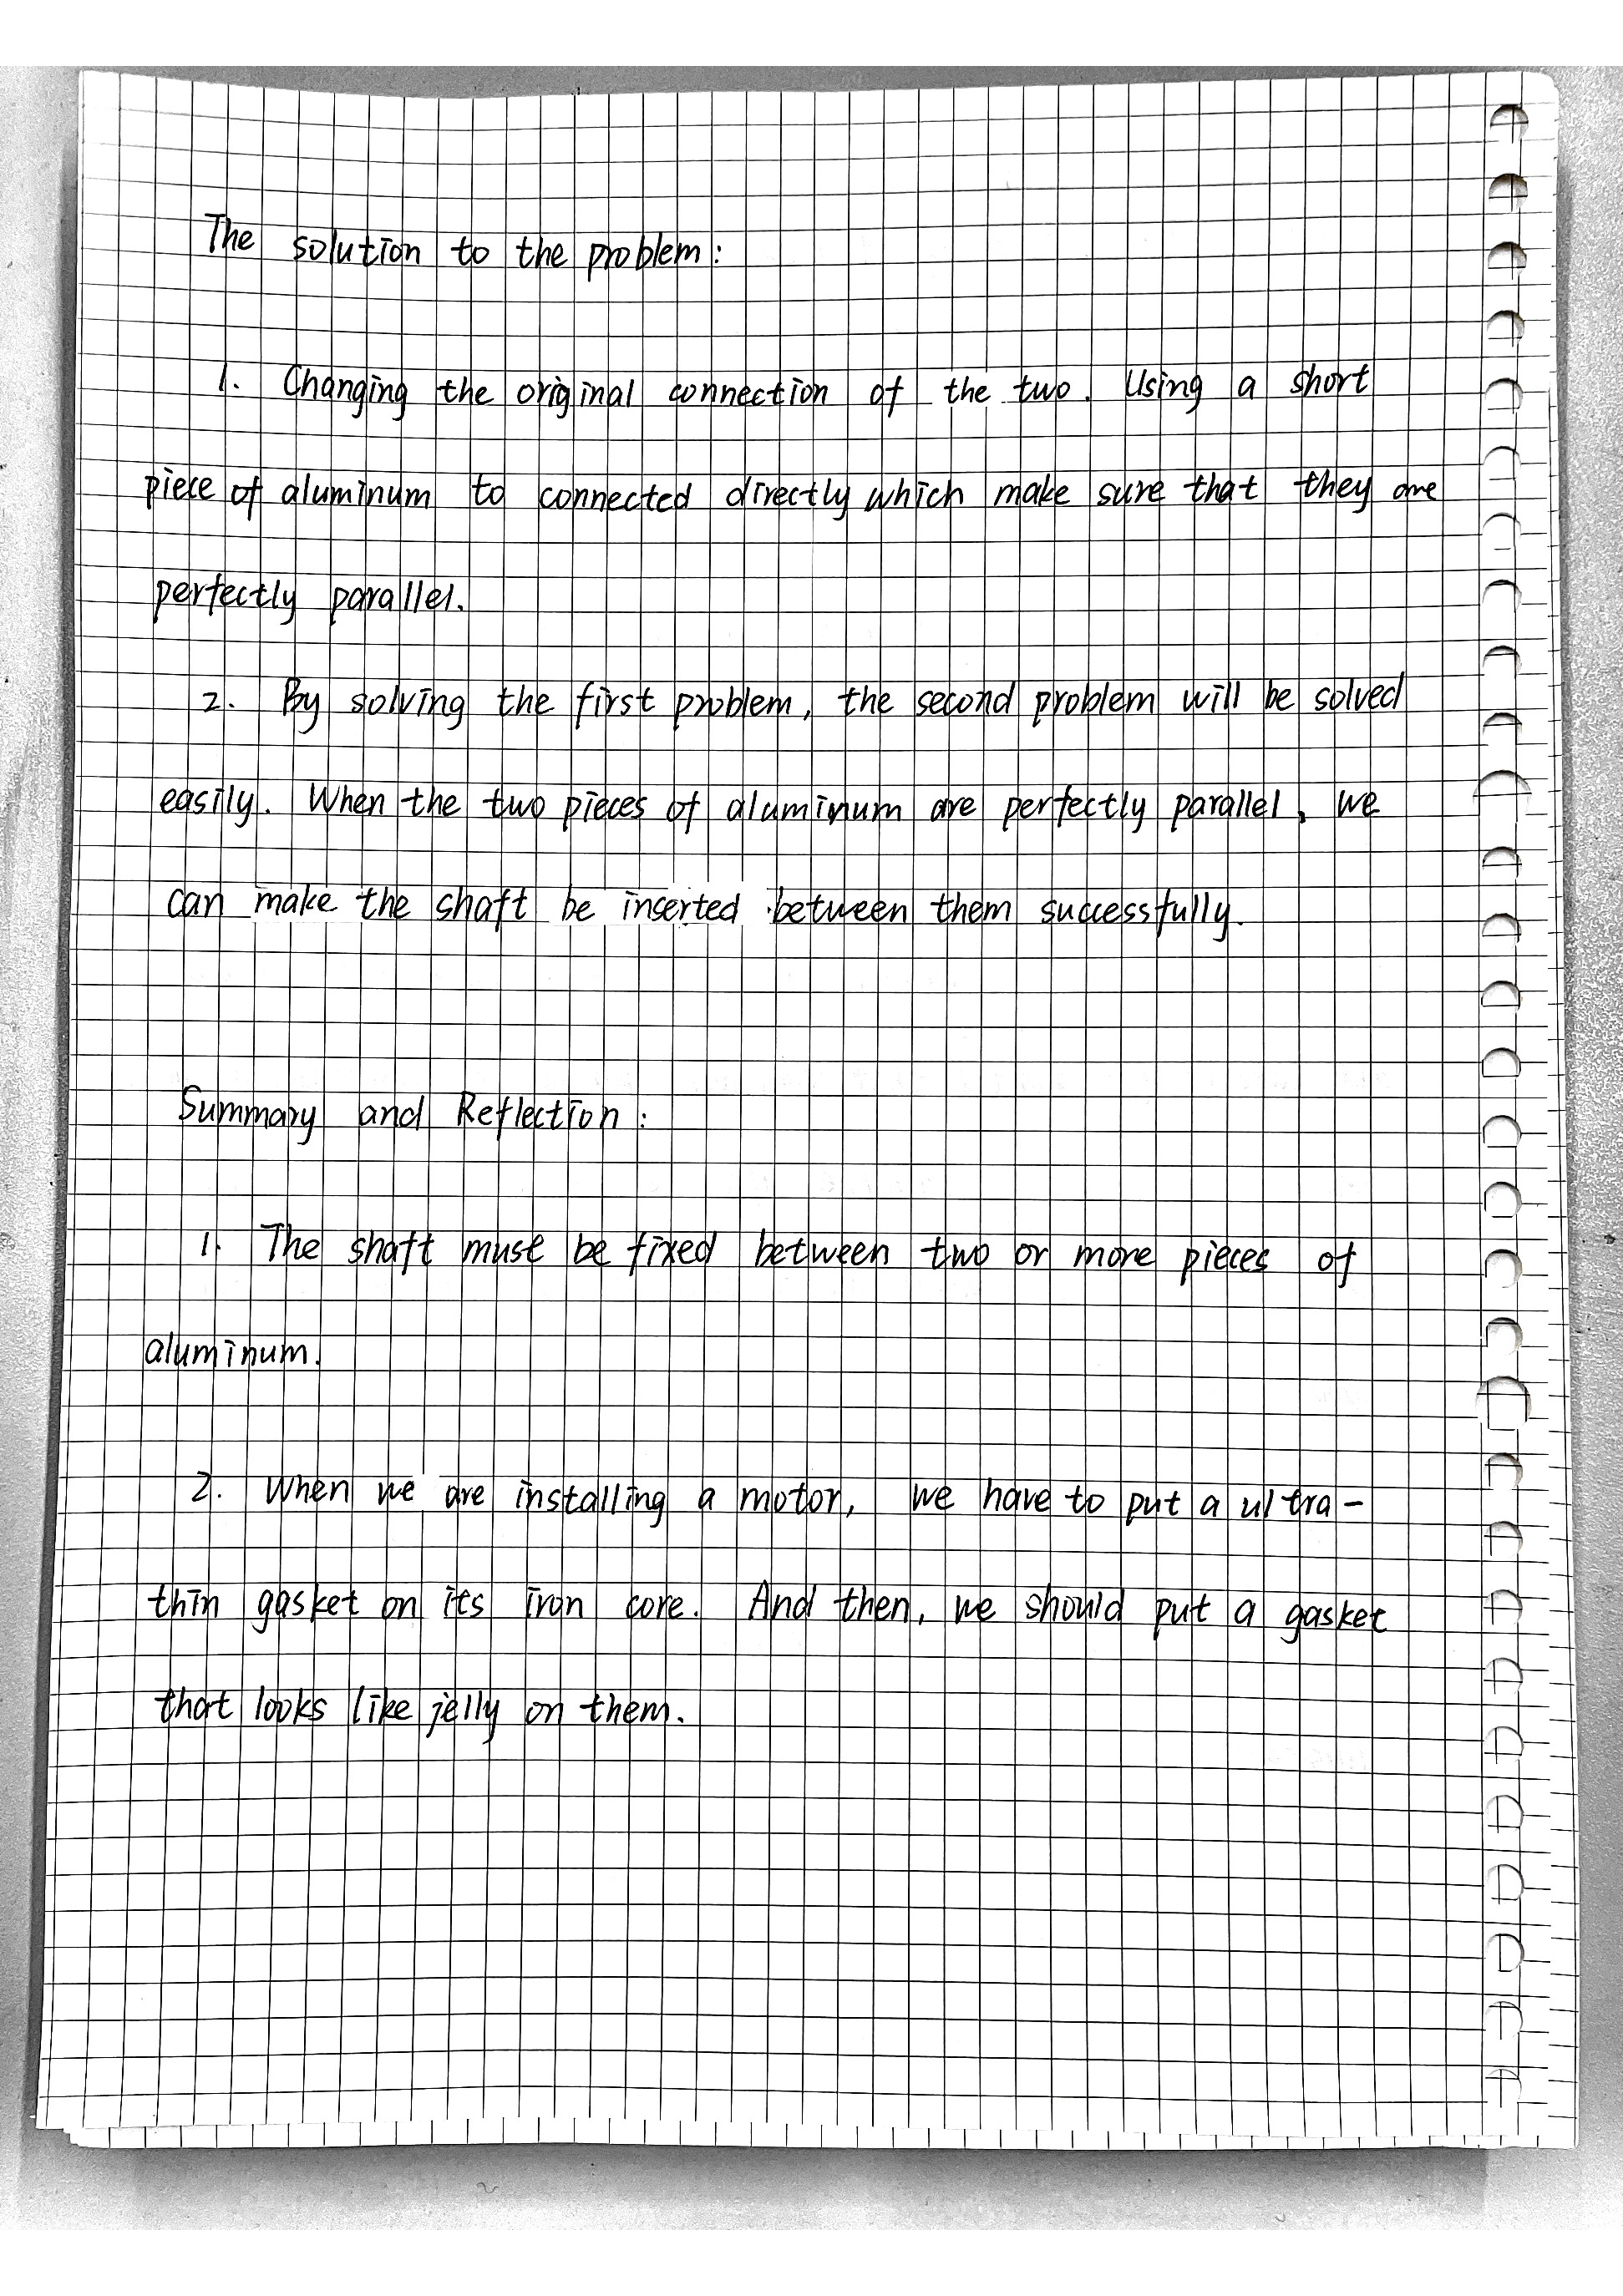 The solution to the problem:
1. Changing the original connection of the two. Using a short
piece of aluminum to connected directly which make sure that they are
perfectly parallel.
2. By solving the first problem, the second problem will be solved
easily. When the two pieces of aluminum are perfectly parallel, we
can make the shaft be inserted between them successfully.
Summary and Reflection:
1. The shaft must be fixed between two or more pieces of
aluminum.
2. When we are installing a motor, we have to put a ultra-
thin gasket on its iron core. And then, we should put a gasket
that looks like jelly on them.